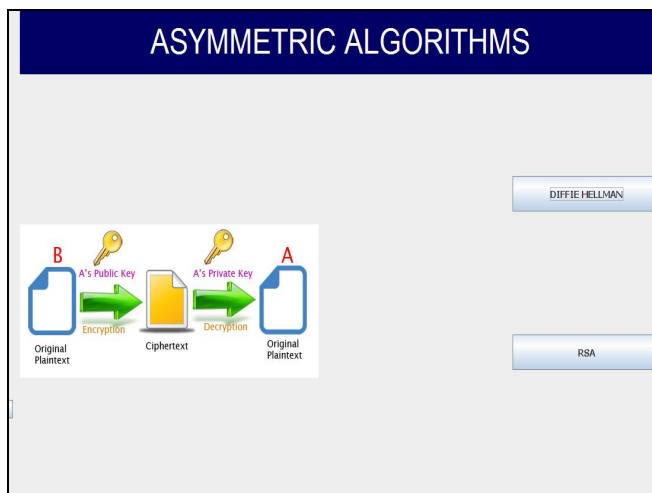 ASYMMETRIC ALGORITHMS
DIFFIE HELLMAN
B
A
A's Public Key
A's Private Key
Encryption
Decryption
Original
Plaintext
Ciphertext
Original
Plaintext
RSA